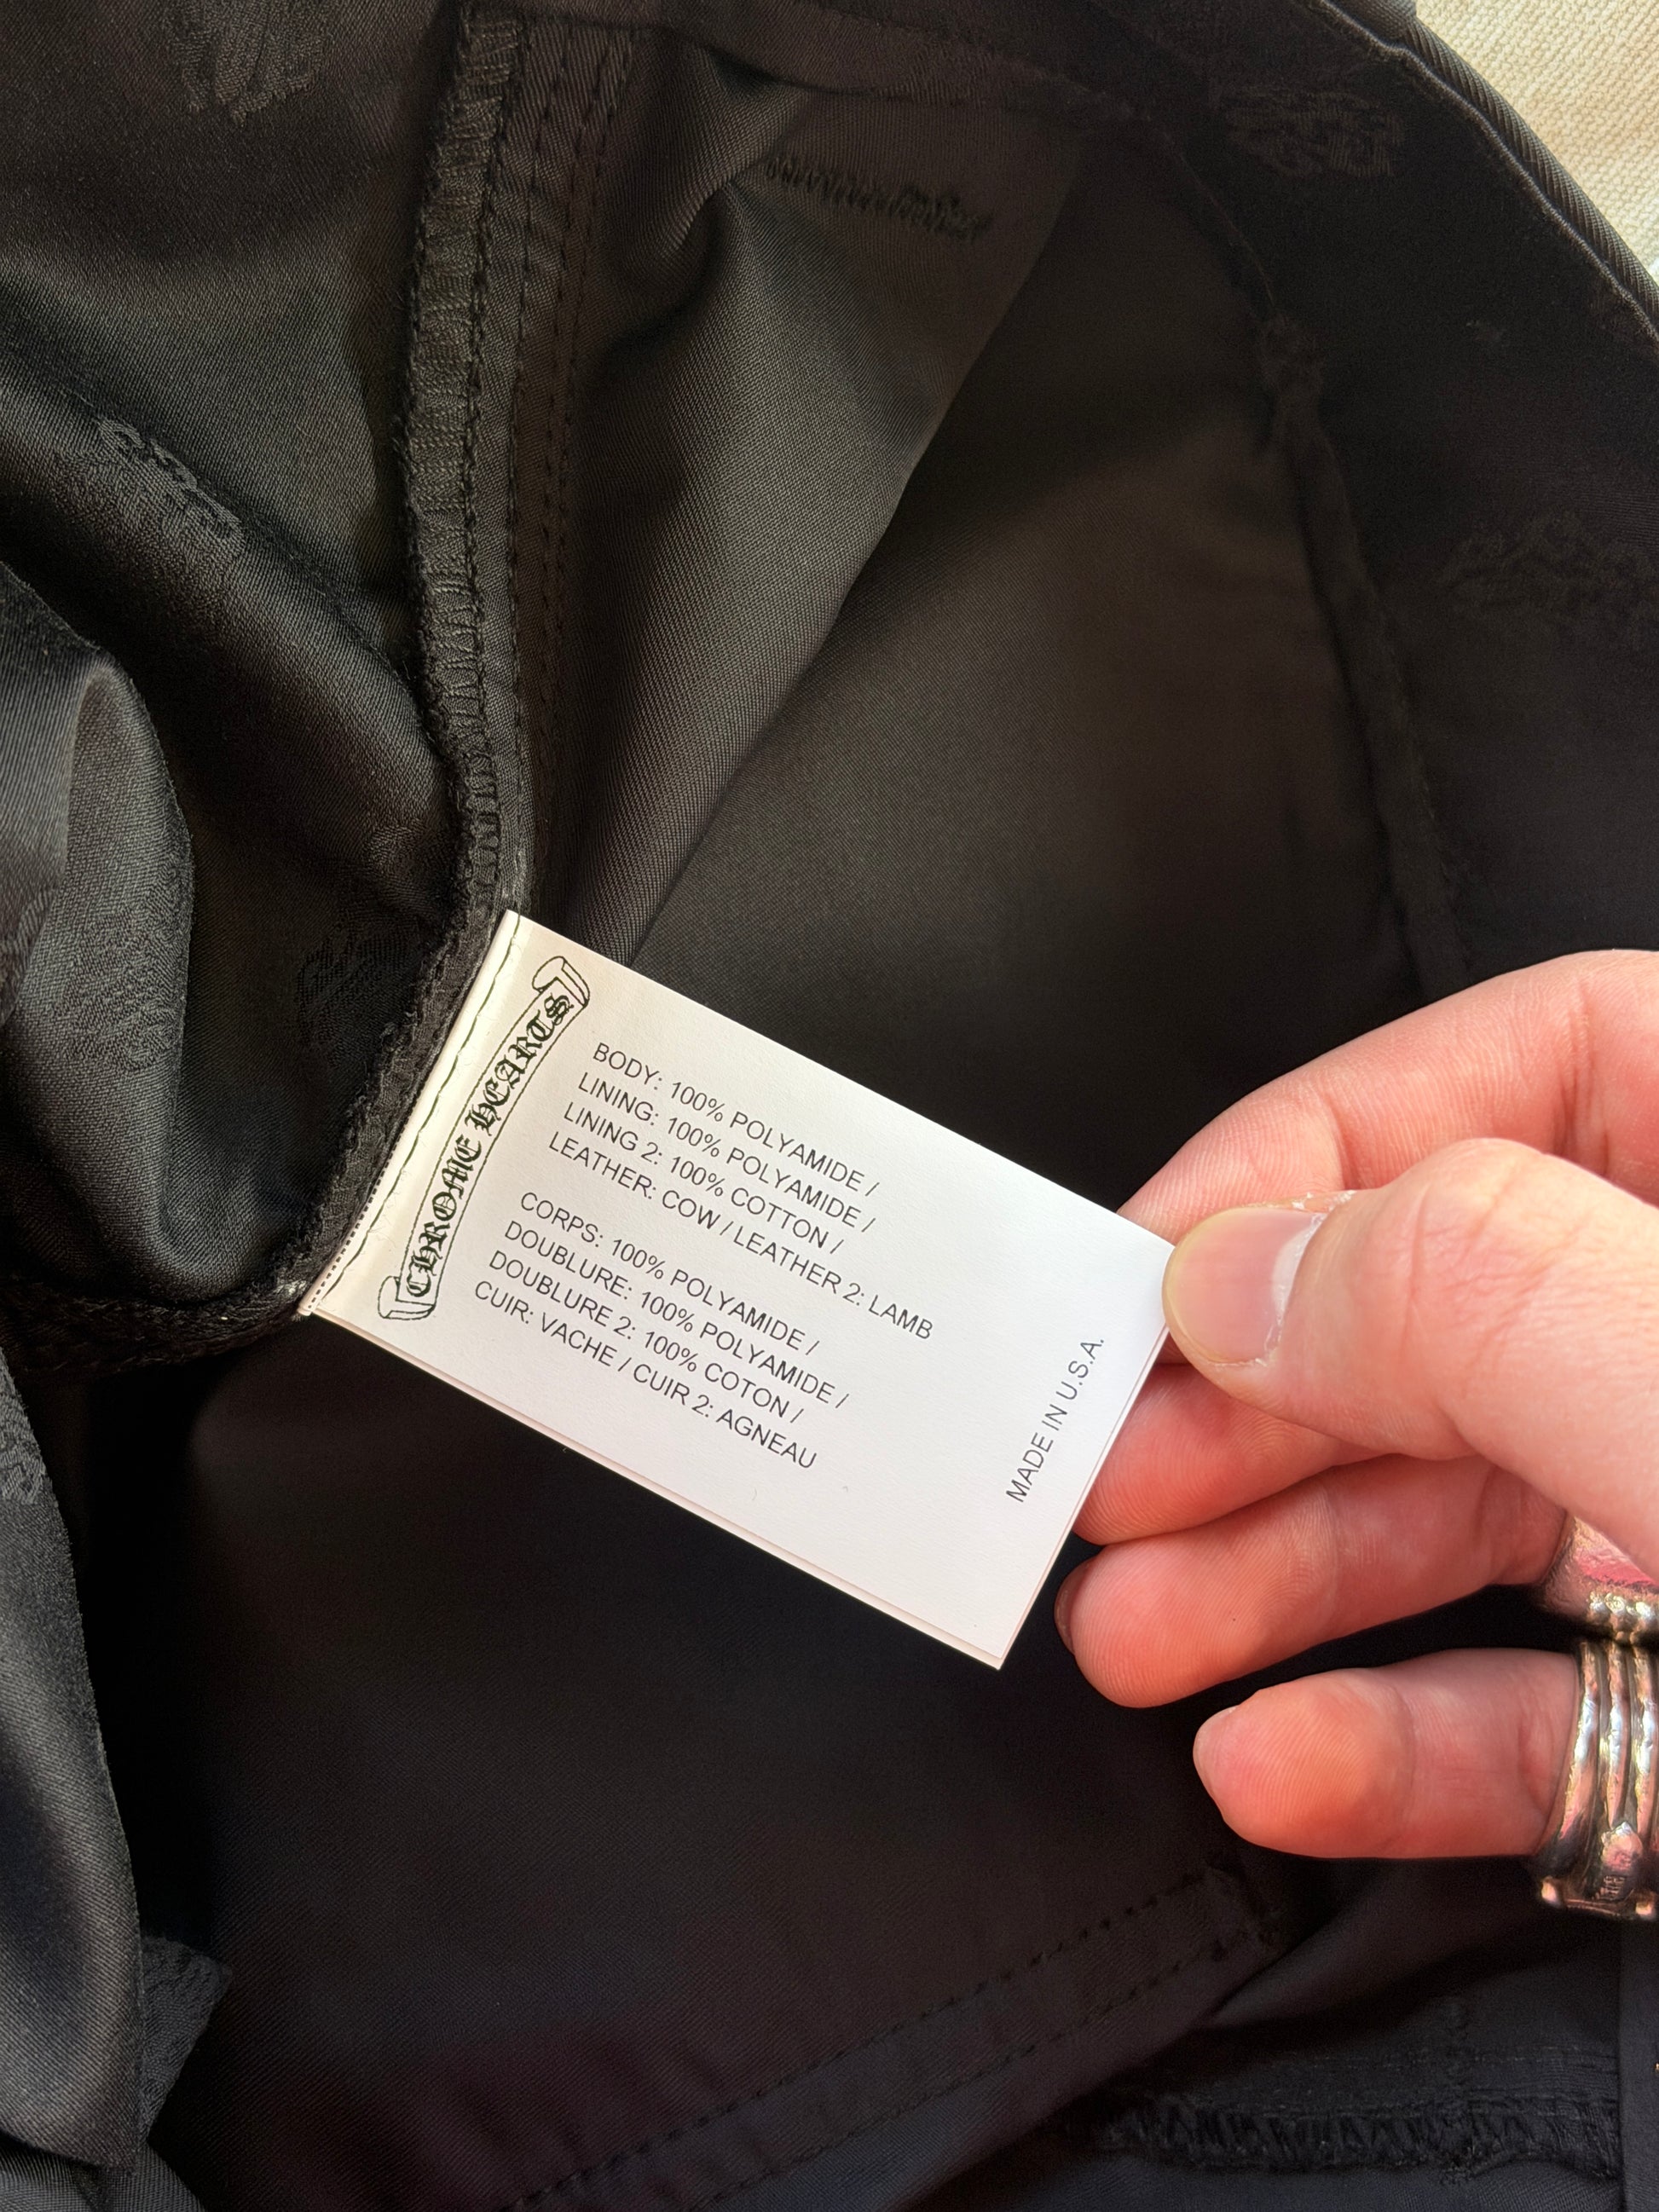 CHROME HEARTS
BODY: 100% POLYAMIDE /
LINING: 100% POLYAMIDE /
LINING 2: 100% COTTON /
LEATHER: COW / LEATHER 2: LAMB
CORPS: 100% POLYAMIDE /
DOUBLURE: 100% POLYAMIDE /
DOUBLURE 2: 100% COTON /
CUIR: VACHE / CUIR 2: AGNEAU
MADE IN U.S.A.